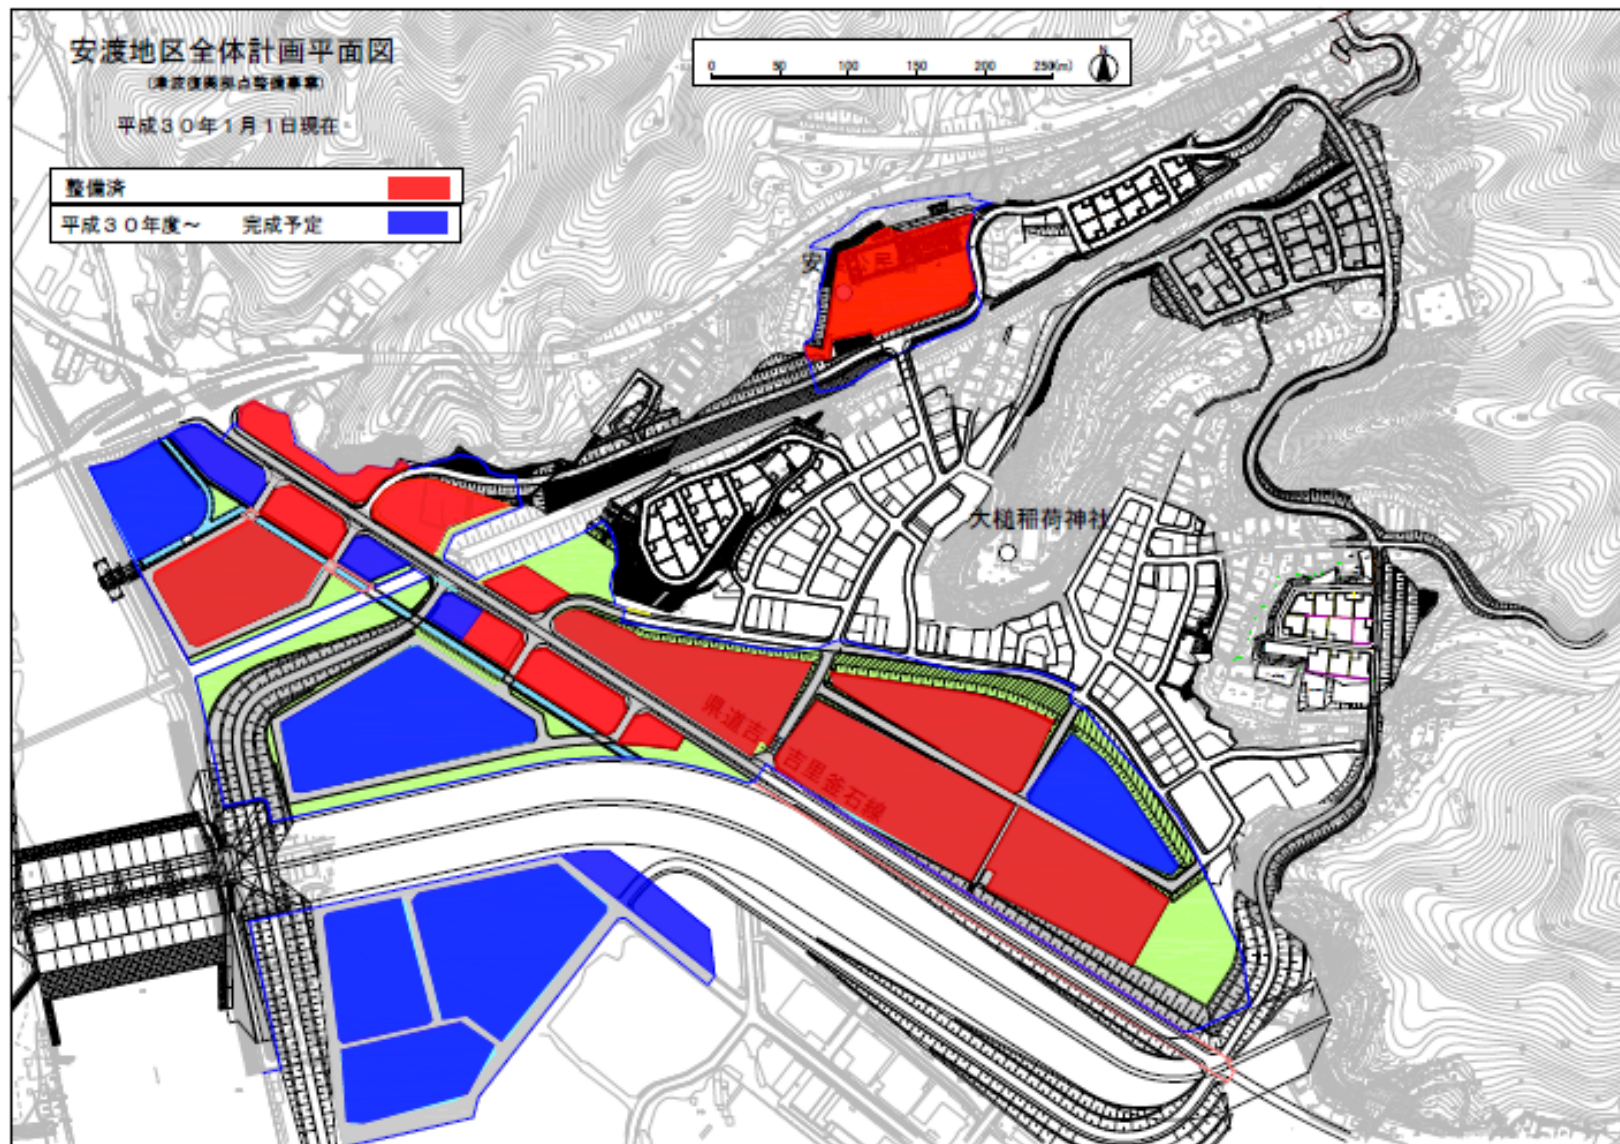 安渡地区全体計画平面図
(津波復興拠点整備事業)
平成３０年１月１日現在
0 50 100 150 200 250(m)
N
整備済
平成３０年度～ 完成予定
大槌稲荷神社
県道吉
吉里釜石線